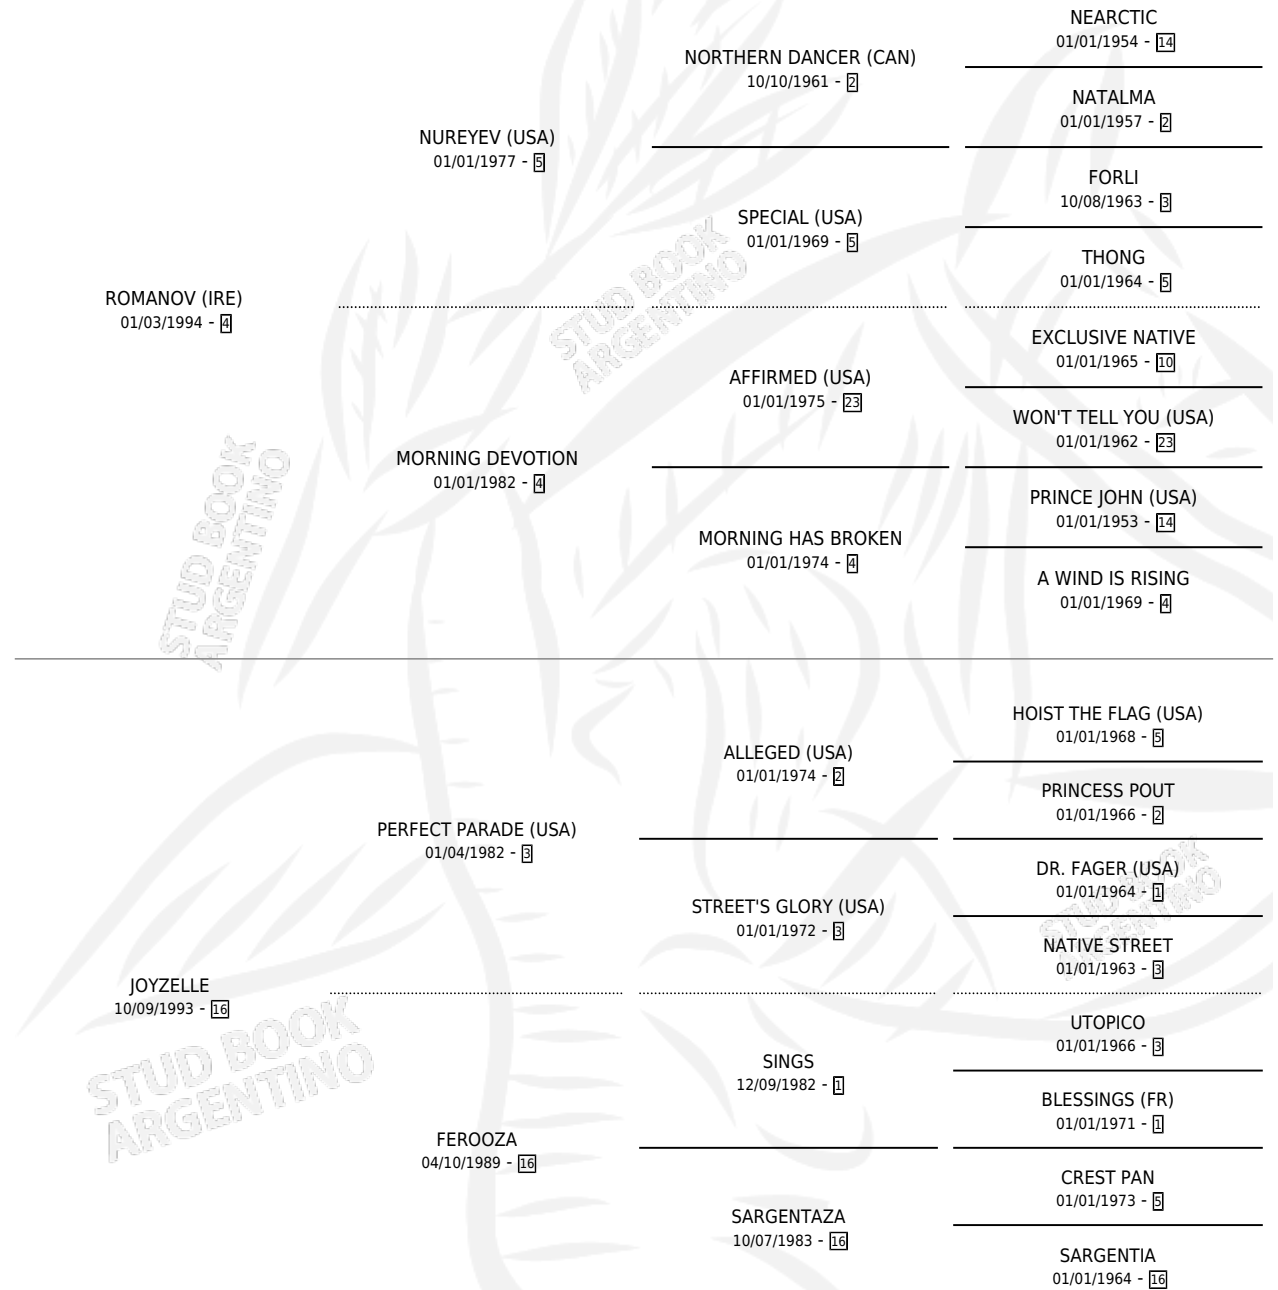 NEARCTIC
01/01/1954 - 14
NORTHERN DANCER (CAN)
10/10/1961 - 2
NATALMA
01/01/1957 - 2
NUREYEV (USA)
01/01/1977 - 5
FORLI
10/08/1963 - 3
SPECIAL (USA)
01/01/1969 - 5
THONG
01/01/1964 - 5
ROMANOV (IRE)
01/03/1994 - 4
EXCLUSIVE NATIVE
01/01/1965 - 10
AFFIRMED (USA)
01/01/1975 - 23
WON'T TELL YOU (USA)
01/01/1962 - 23
MORNING DEVOTION
01/01/1982 - 4
PRINCE JOHN (USA)
01/01/1953 - 14
MORNING HAS BROKEN
01/01/1974 - 4
A WIND IS RISING
01/01/1969 - 4
HOIST THE FLAG (USA)
01/01/1968 - 5
ALLEGED (USA)
01/01/1974 - 2
PRINCESS POUT
01/01/1966 - 2
PERFECT PARADE (USA)
01/04/1982 - 3
DR. FAGER (USA)
01/01/1964 - 1
STREET'S GLORY (USA)
01/01/1972 - 3
NATIVE STREET
01/01/1963 - 3
JOYZELLE
10/09/1993 - 16
UTOPICO
01/01/1966 - 3
SINGS
12/09/1982 - 1
BLESSINGS (FR)
01/01/1971 - 1
FEROOZA
04/10/1989 - 16
CREST PAN
01/01/1973 - 5
SARGENTAZA
10/07/1983 - 16
SARGENTIA
01/01/1964 - 16
STUD BOOK
ARGENTINO
STUD BOOK
ARGENTINO
STUD BOOK
ARGENTINO
STUD BOOK
ARGENTINO